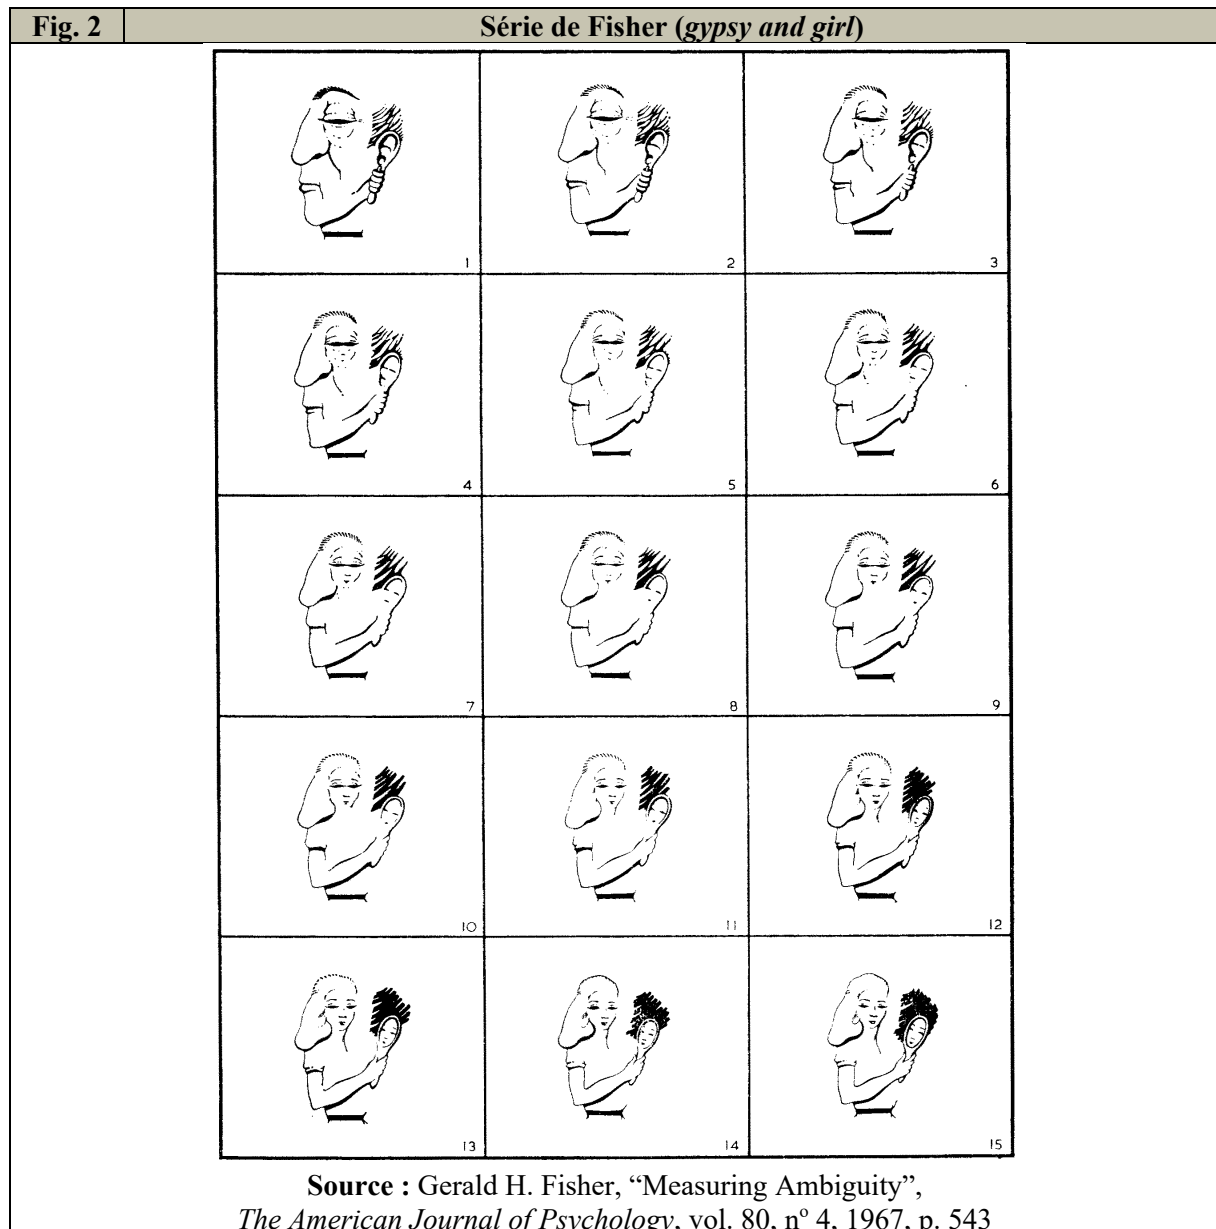 Fig. 2 Série de Fisher (gypsy and girl)
1 2 3
4 5 6
7 8 9
10 11 12
13 14 15
Source : Gerald H. Fisher, “Measuring Ambiguity”,
The American Journal of Psychology, vol. 80, nº 4, 1967, p. 543